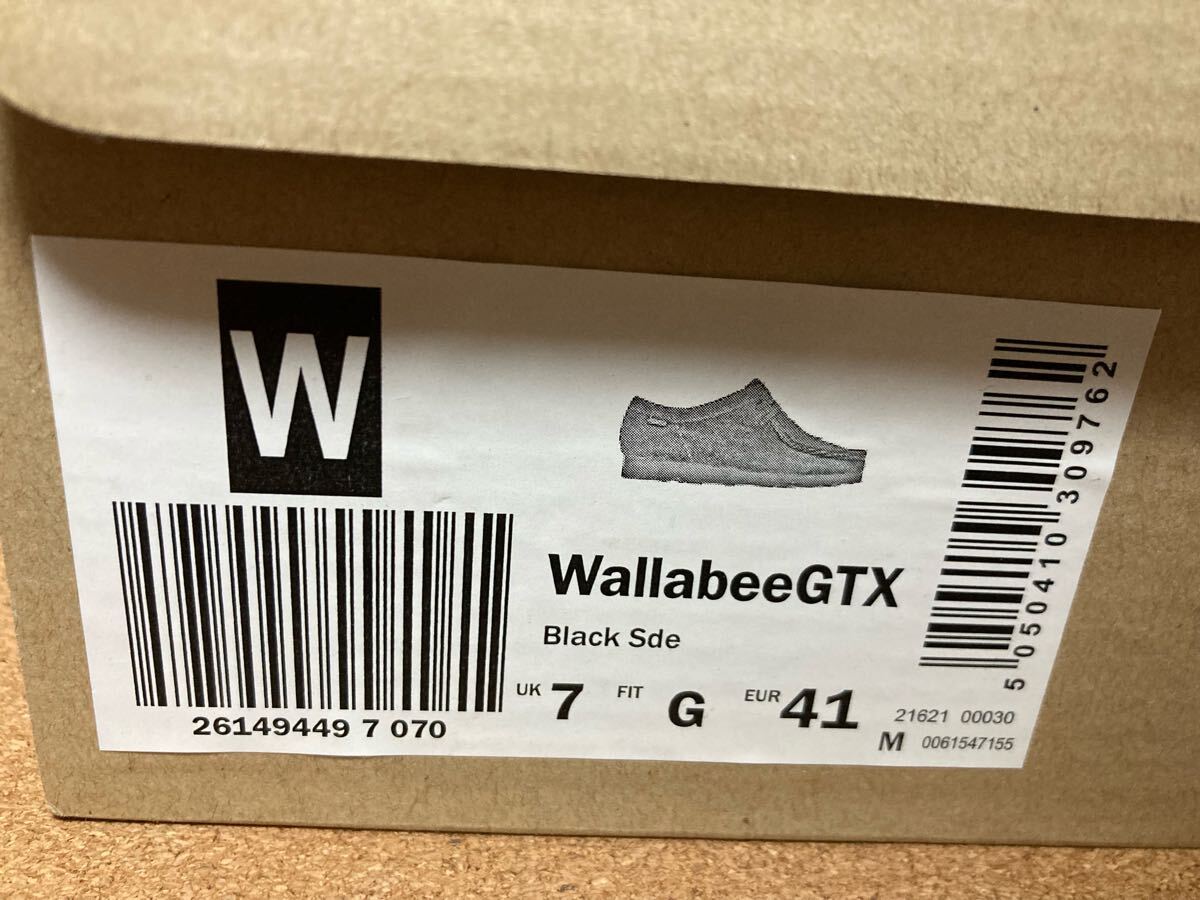 W
26149449 7 070
WallabeeGTX
Black Sde
UK 7 FIT G EUR 41
21621 00030
M 0061547155
5 050410 309762